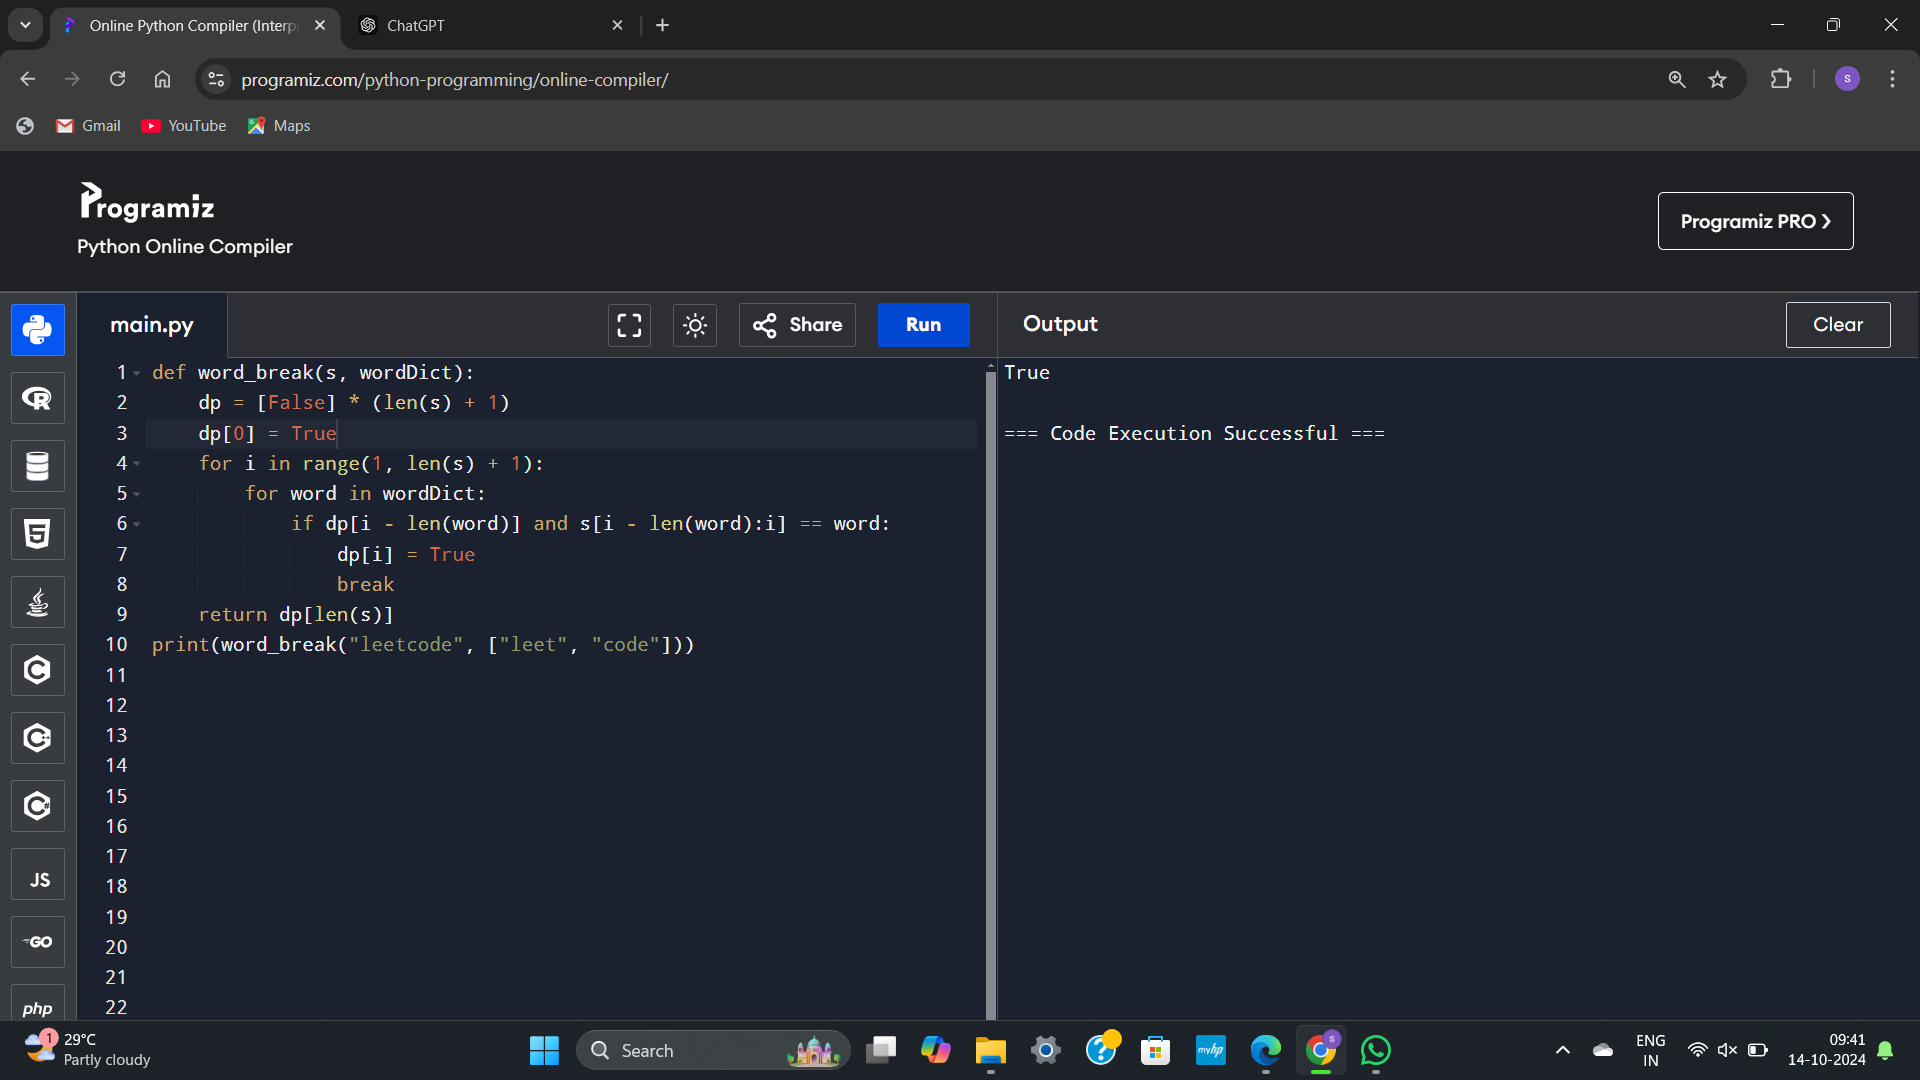 Online Python Compiler (Interp
ChatGPT
programiz.com/python-programming/online-compiler/
S
Gmail
YouTube
Maps
Programiz
Python Online Compiler
Programiz PRO ❯
main.py
Share
Run
Output
Clear
1 def word_break(s, wordDict):
2     dp = [False] * (len(s) + 1)
3     dp[0] = True
4     for i in range(1, len(s) + 1):
5         for word in wordDict:
6             if dp[i - len(word)] and s[i - len(word):i] == word:
7                 dp[i] = True
8                 break
9     return dp[len(s)]
10 print(word_break("leetcode", ["leet", "code"]))
11
12
13
14
15
16
17
18
19
20
21
22
True
=== Code Execution Successful ===
R
5
C
C
C#
JS
GO
php
1
29°C
Partly cloudy
Search
myhp
S
ENG
IN
09:41
14-10-2024